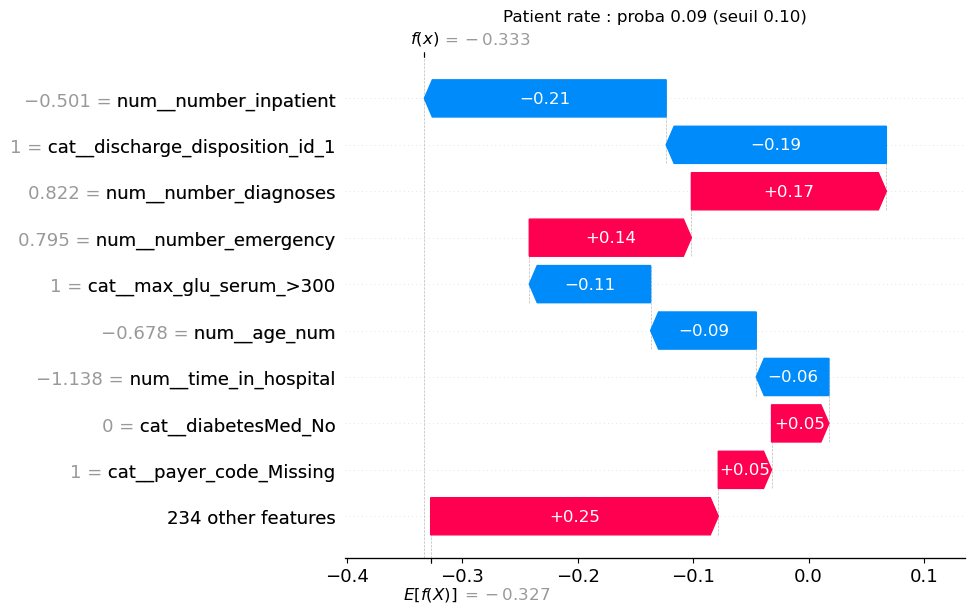 Patient rate : proba 0.09 (seuil 0.10)
f(x) = −0.333
−0.501 = num__number_inpatient
−0.21
1 = cat__discharge_disposition_id_1
−0.19
0.822 = num__number_diagnoses
+0.17
0.795 = num__number_emergency
+0.14
1 = cat__max_glu_serum_>300
−0.11
−0.678 = num__age_num
−0.09
−1.138 = num__time_in_hospital
−0.06
0 = cat__diabetesMed_No
+0.05
1 = cat__payer_code_Missing
+0.05
234 other features
+0.25
−0.4 −0.3 −0.2 −0.1 0.0 0.1
E[f(X)] = −0.327